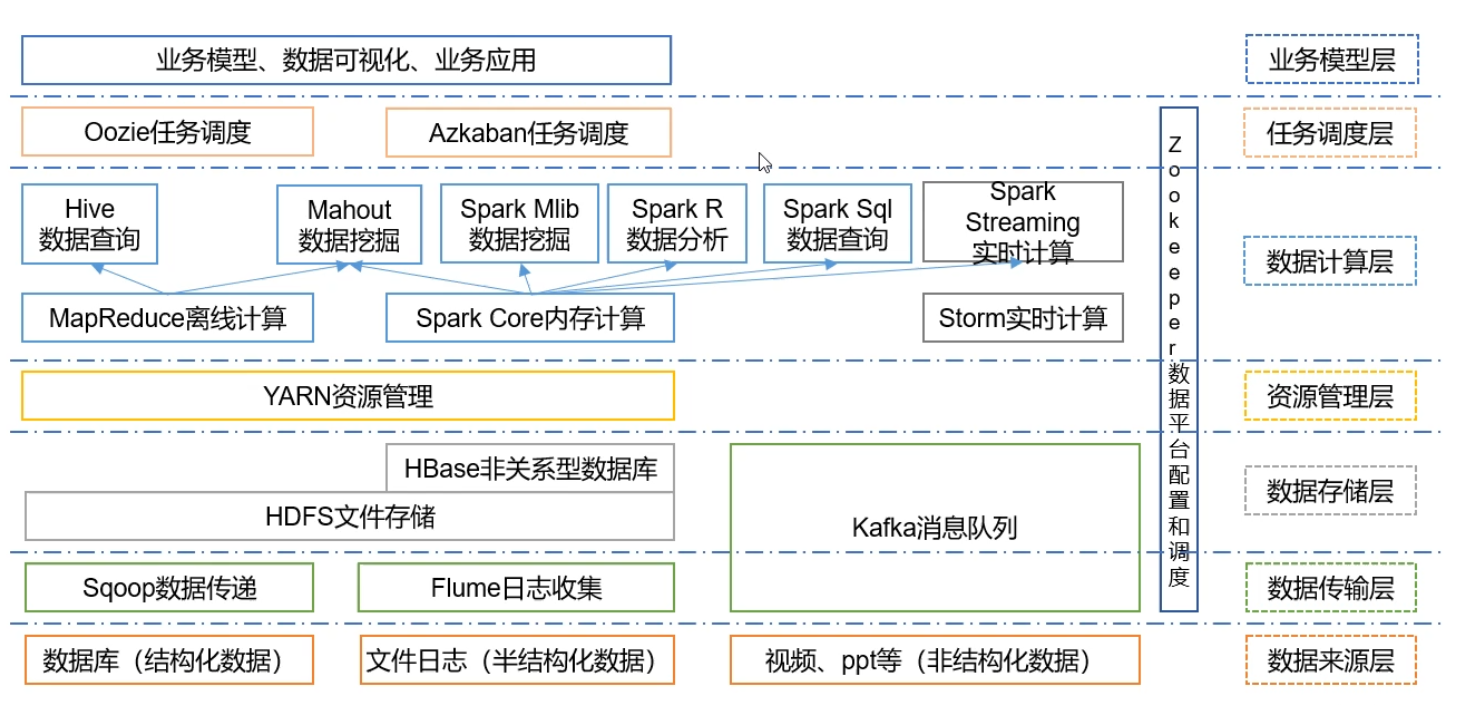 业务模型、数据可视化、业务应用
业务模型层
Oozie任务调度
Azkaban任务调度
任务调度层
Hive
数据查询
Mahout
数据挖掘
Spark Mlib
数据挖掘
Spark R
数据分析
Spark Sql
数据查询
Spark
Streaming
实时计算
数据计算层
MapReduce离线计算
Spark Core内存计算
Storm实时计算
Zookeeper数据平台配置和调度
YARN资源管理
资源管理层
HBase非关系型数据库
HDFS文件存储
Kafka消息队列
数据存储层
Sqoop数据传递
Flume日志收集
数据传输层
数据库（结构化数据）
文件日志（半结构化数据）
视频、ppt等（非结构化数据）
数据来源层